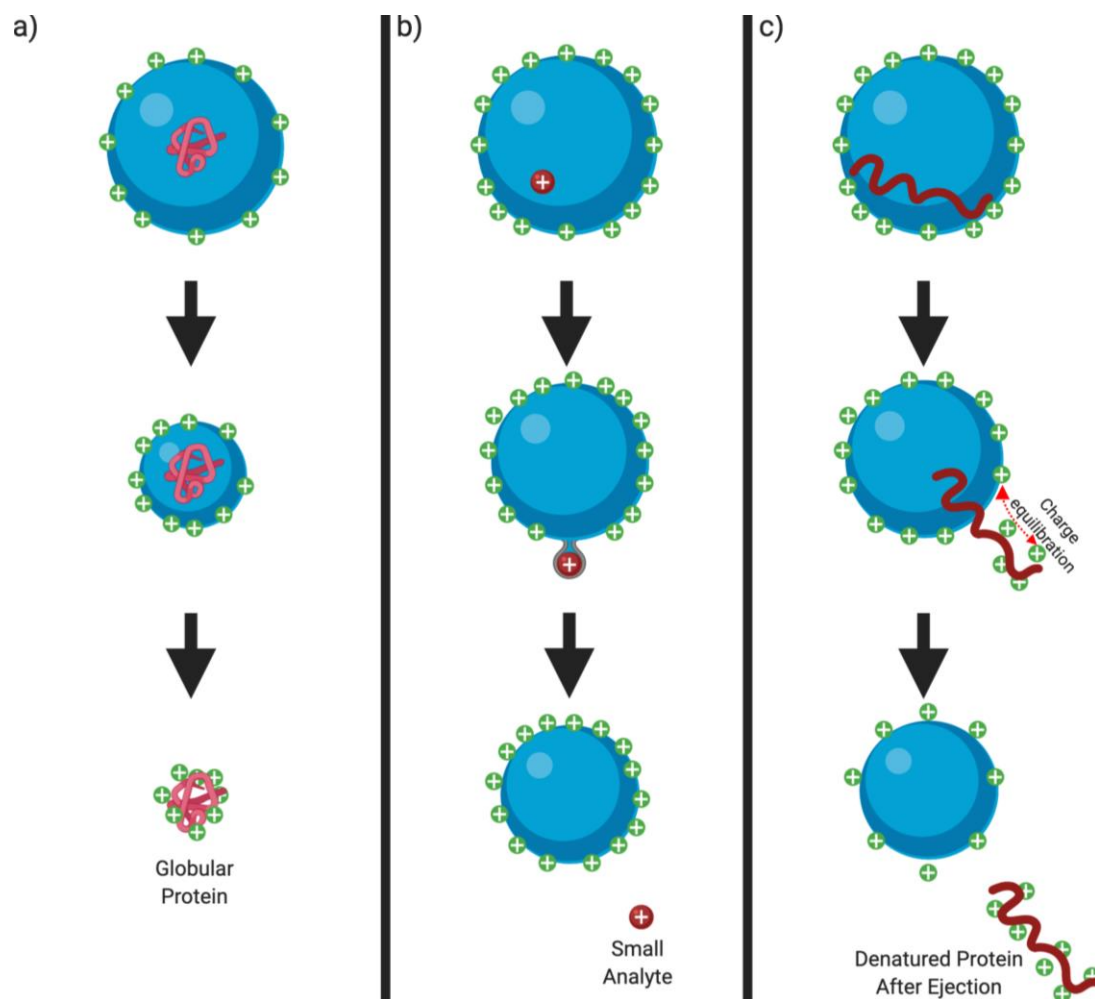 a)
Globular
Protein
b)
Small
Analyte
c)
Charge
equilibration
Denatured Protein
After Ejection